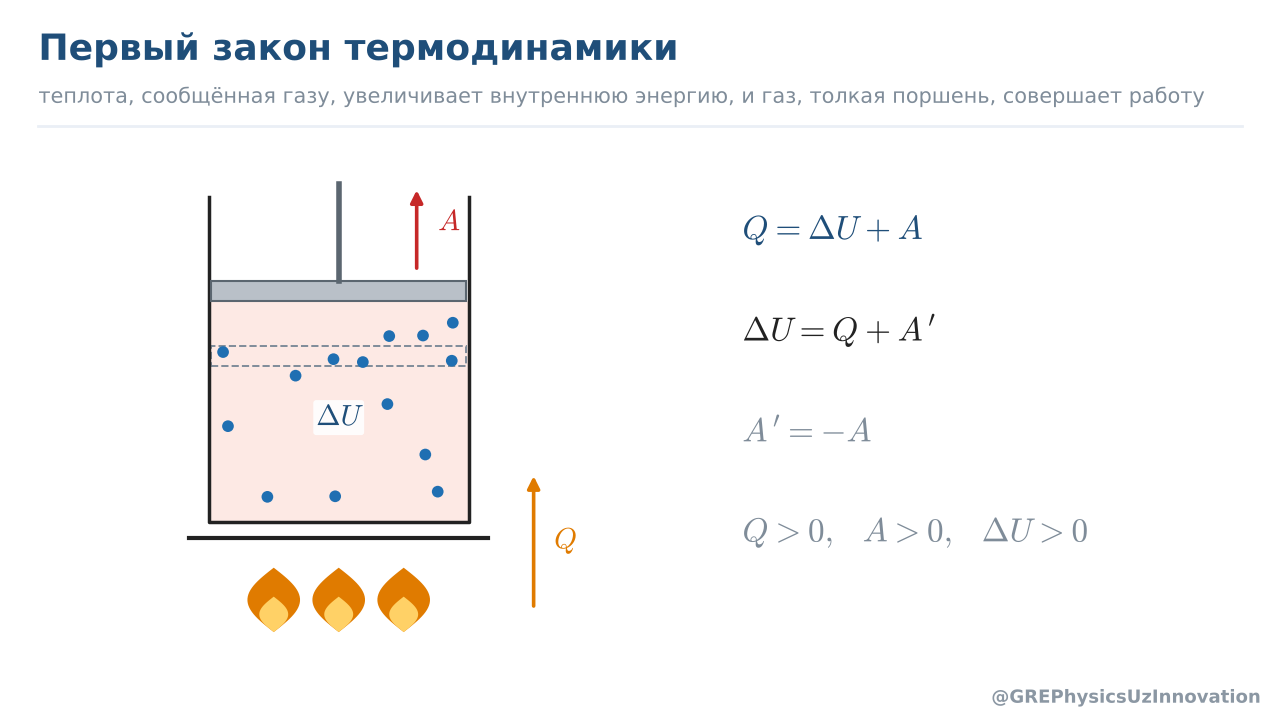 Первый закон термодинамики
теплота, сообщённая газу, увеличивает внутреннюю энергию, и газ, толкая поршень, совершает работу
A
Q = ΔU + A
ΔU = Q + A′
ΔU
A′ = −A
Q
Q > 0, A > 0, ΔU > 0
@GREPhysicsUzInnovation